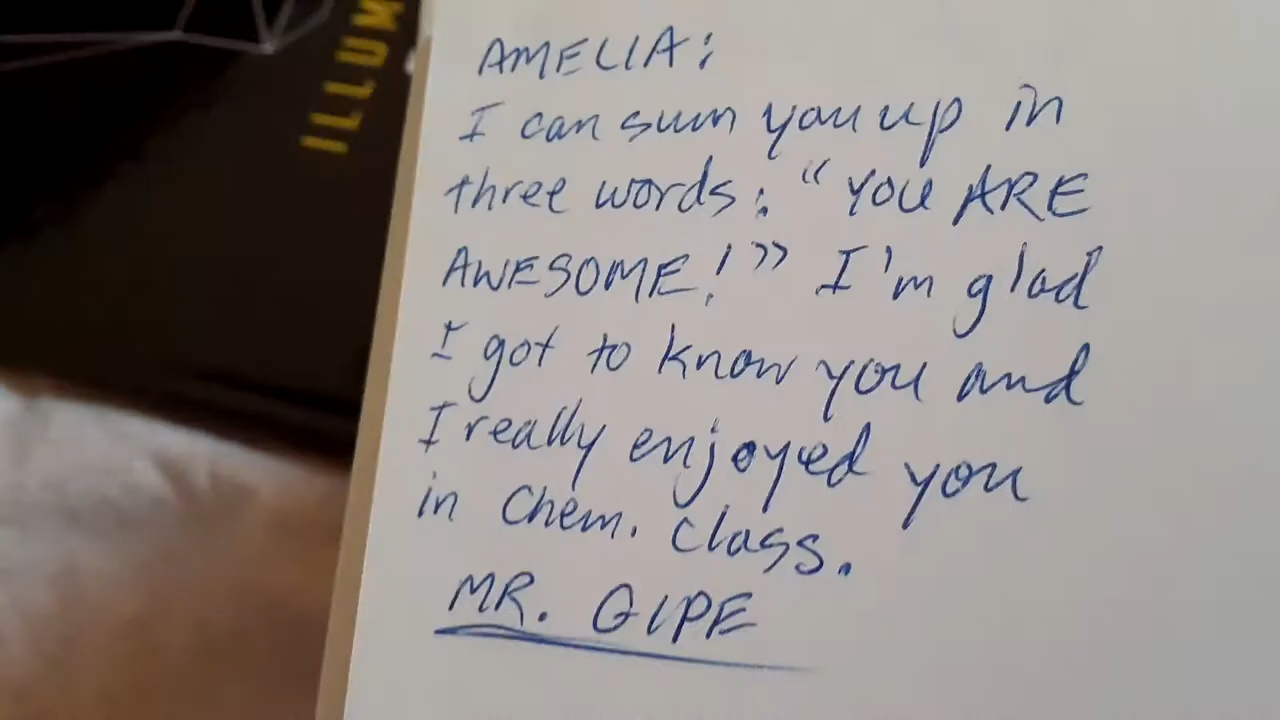 ILLUM
AMELIA:
I can sum you up in
three words: "YOU ARE
AWESOME!" I'm glad
I got to know you and
I really enjoyed you
in Chem. Class.
MR. GIPE